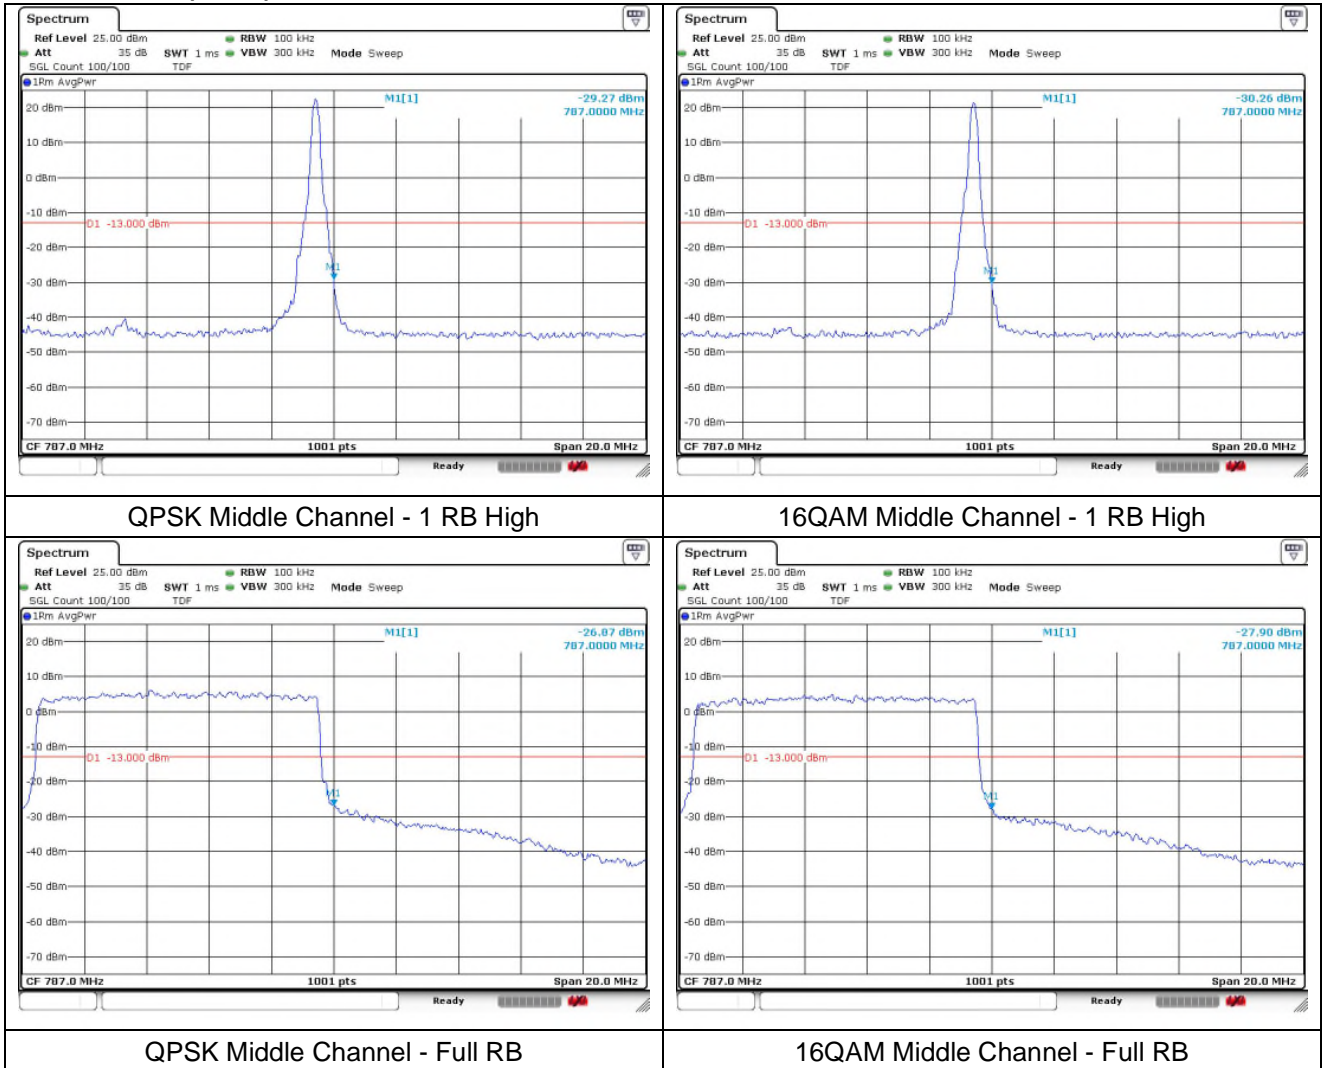 Spectrum
Ref Level 25.00 dBm RBW 100 kHz
Att 35 dB SWT 1 ms VBW 300 kHz Mode Sweep
SGL Count 100/100 TDF
1Rm AvgPwr
M1[1] -29.27 dBm
787.0000 MHz
20 dBm
10 dBm
0 dBm
-10 dBm
D1 -13.000 dBm
-20 dBm
M1
-30 dBm
-40 dBm
-50 dBm
-60 dBm
-70 dBm
CF 787.0 MHz 1001 pts Span 20.0 MHz
Ready
QPSK Middle Channel - 1 RB High
Spectrum
Ref Level 25.00 dBm RBW 100 kHz
Att 35 dB SWT 1 ms VBW 300 kHz Mode Sweep
SGL Count 100/100 TDF
1Rm AvgPwr
M1[1] -30.26 dBm
787.0000 MHz
20 dBm
10 dBm
0 dBm
-10 dBm
D1 -13.000 dBm
-20 dBm
M1
-30 dBm
-40 dBm
-50 dBm
-60 dBm
-70 dBm
CF 787.0 MHz 1001 pts Span 20.0 MHz
Ready
16QAM Middle Channel - 1 RB High
Spectrum
Ref Level 25.00 dBm RBW 100 kHz
Att 35 dB SWT 1 ms VBW 300 kHz Mode Sweep
SGL Count 100/100 TDF
1Rm AvgPwr
M1[1] -26.87 dBm
787.0000 MHz
20 dBm
10 dBm
0 dBm
-10 dBm
D1 -13.000 dBm
-20 dBm
M1
-30 dBm
-40 dBm
-50 dBm
-60 dBm
-70 dBm
CF 787.0 MHz 1001 pts Span 20.0 MHz
Ready
QPSK Middle Channel - Full RB
Spectrum
Ref Level 25.00 dBm RBW 100 kHz
Att 35 dB SWT 1 ms VBW 300 kHz Mode Sweep
SGL Count 100/100 TDF
1Rm AvgPwr
M1[1] -27.90 dBm
787.0000 MHz
20 dBm
10 dBm
0 dBm
-10 dBm
D1 -13.000 dBm
-20 dBm
M1
-30 dBm
-40 dBm
-50 dBm
-60 dBm
-70 dBm
CF 787.0 MHz 1001 pts Span 20.0 MHz
Ready
16QAM Middle Channel - Full RB